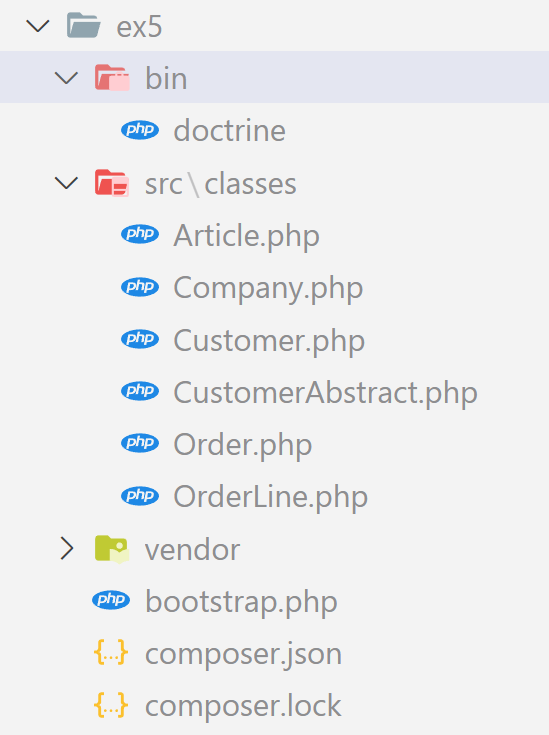 ex5
bin
php doctrine
src\classes
php Article.php
php Company.php
php Customer.php
php CustomerAbstract.php
php Order.php
php OrderLine.php
vendor
php bootstrap.php
{...} composer.json
{...} composer.lock